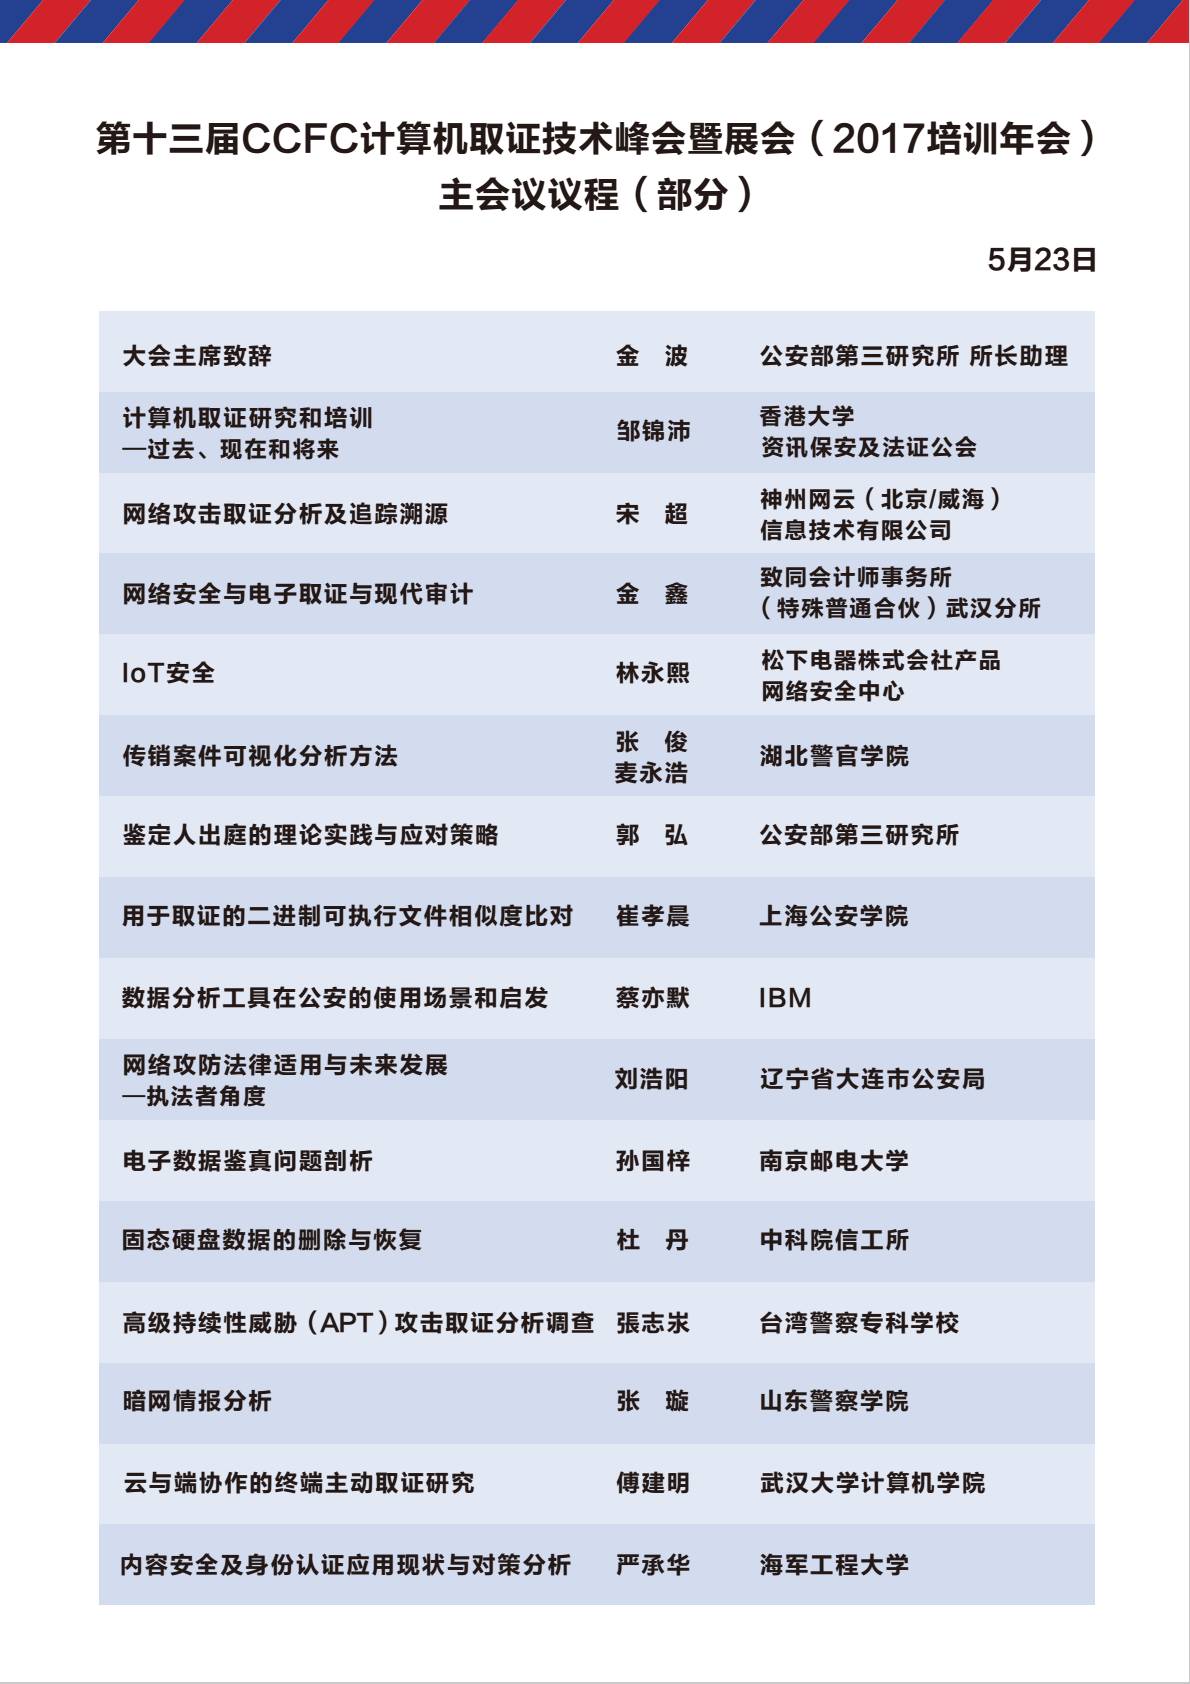 第十三届CCFC计算机取证技术峰会暨展会（2017培训年会）
主会议议程（部分）
5月23日
大会主席致辞 金 波 公安部第三研究所 所长助理
计算机取证研究和培训
—过去、现在和将来
邹锦沛
香港大学
资讯保安及法证公会
网络攻击取证分析及追踪溯源 宋 超
神州网云（北京/威海）
信息技术有限公司
网络安全与电子取证与现代审计 金 鑫
致同会计师事务所
（特殊普通合伙）武汉分所
IoT安全 林永熙
松下电器株式会社产品
网络安全中心
传销案件可视化分析方法
张 俊
麦永浩
湖北警官学院
鉴定人出庭的理论实践与应对策略 郭 弘 公安部第三研究所
用于取证的二进制可执行文件相似度比对 崔孝晨 上海公安学院
数据分析工具在公安的使用场景和启发 蔡亦默 IBM
网络攻防法律适用与未来发展
—执法者角度
刘浩阳 辽宁省大连市公安局
电子数据鉴真问题剖析 孙国梓 南京邮电大学
固态硬盘数据的删除与恢复 杜 丹 中科院信工所
高级持续性威胁（APT）攻击取证分析调查 張志汖 台湾警察专科学校
暗网情报分析 张 璇 山东警察学院
云与端协作的终端主动取证研究 傅建明 武汉大学计算机学院
内容安全及身份认证应用现状与对策分析 严承华 海军工程大学